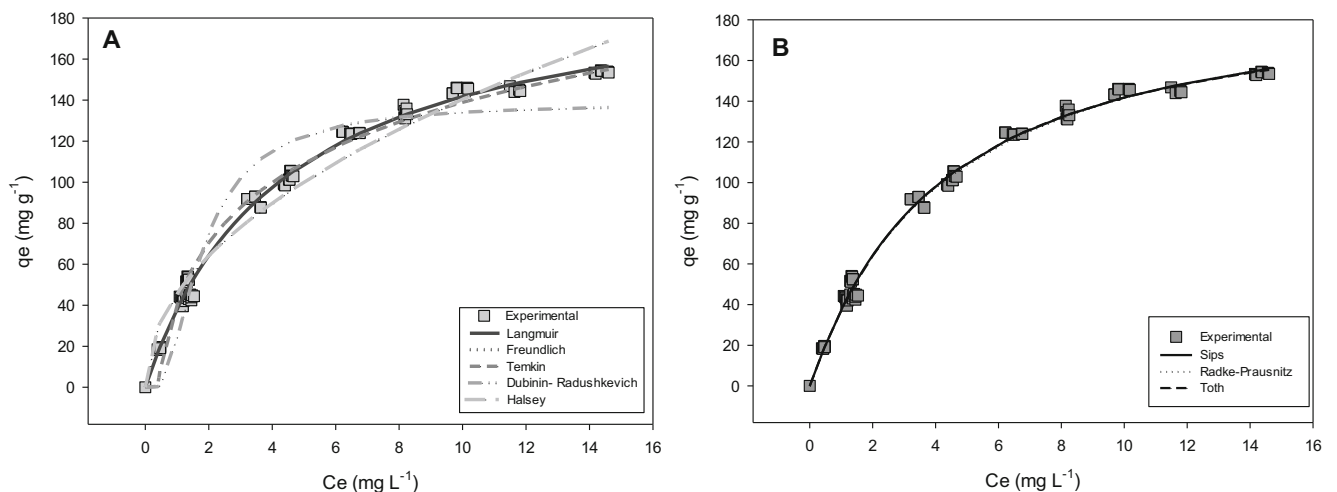 A
qe (mg g-1)
180
160
140
120
100
80
60
40
20
0
Experimental
Langmuir
Freundlich
Temkin
Dubinin- Radushkevich
Halsey
0 2 4 6 8 10 12 14 16
Ce (mg L-1)
B
qe (mg g-1)
180
160
140
120
100
80
60
40
20
0
Experimental
Sips
Radke-Prausnitz
Toth
0 2 4 6 8 10 12 14 16
Ce (mg L-1)